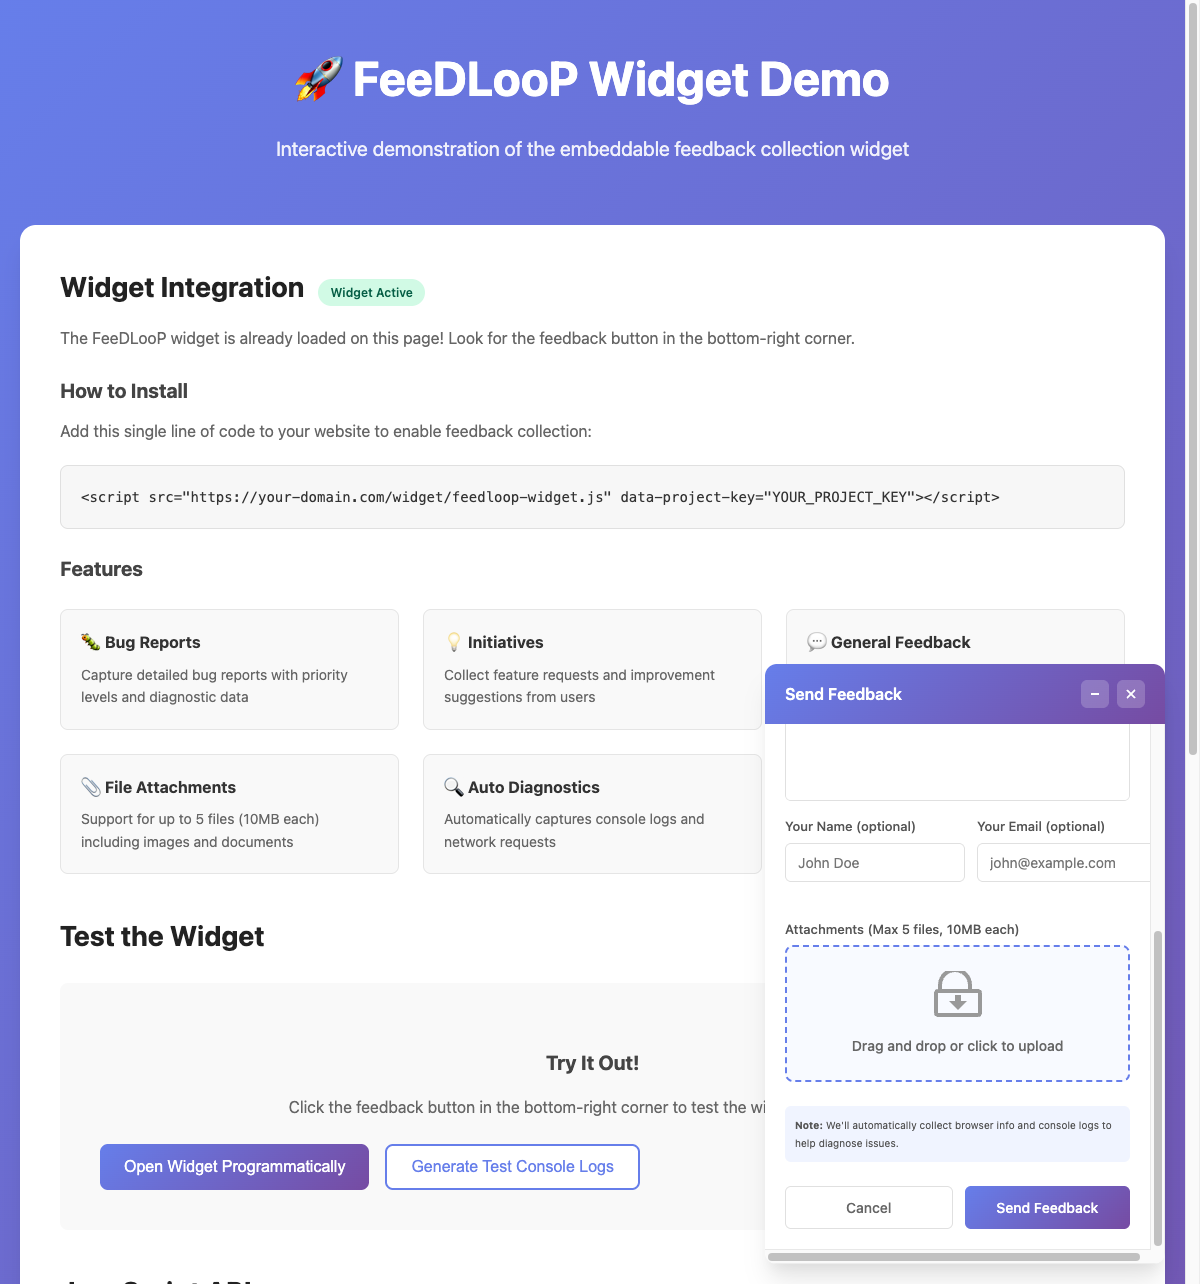 🚀 FeeDLooP Widget Demo
Interactive demonstration of the embeddable feedback collection widget
Widget Integration
Widget Active
The FeeDLooP widget is already loaded on this page! Look for the feedback button in the bottom-right corner.
How to Install
Add this single line of code to your website to enable feedback collection:
<script src="https://your-domain.com/widget/feedloop-widget.js" data-project-key="YOUR_PROJECT_KEY"></script>
Features
🐛 Bug Reports
Capture detailed bug reports with priority
levels and diagnostic data
💡 Initiatives
Collect feature requests and improvement
suggestions from users
💬 General Feedback
📎 File Attachments
Support for up to 5 files (10MB each)
including images and documents
🔍 Auto Diagnostics
Automatically captures console logs and
network requests
Test the Widget
Try It Out!
Click the feedback button in the bottom-right corner to test the wi
Open Widget Programmatically
Generate Test Console Logs
Send Feedback
Your Name (optional)
Your Email (optional)
John Doe
john@example.com
Attachments (Max 5 files, 10MB each)
Drag and drop or click to upload
Note: We'll automatically collect browser info and console logs to
help diagnose issues.
Cancel
Send Feedback